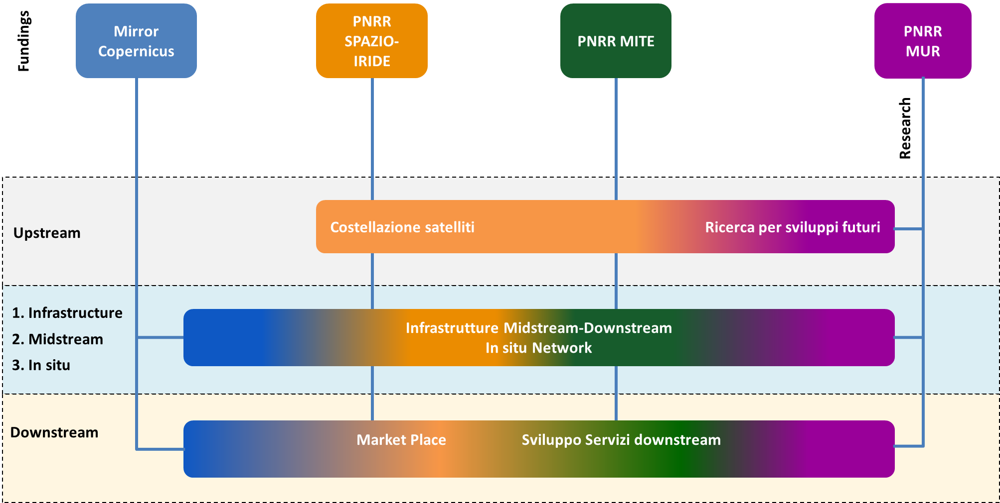 Fundings
Mirror
Copernicus
PNRR
SPAZIO-
IRIDE
PNRR MITE
PNRR
MUR
Research
Upstream
Costellazione satelliti
Ricerca per sviluppi futuri
1. Infrastructure
2. Midstream
3. In situ
Infrastrutture Midstream-Downstream
In situ Network
Downstream
Market Place
Sviluppo Servizi downstream